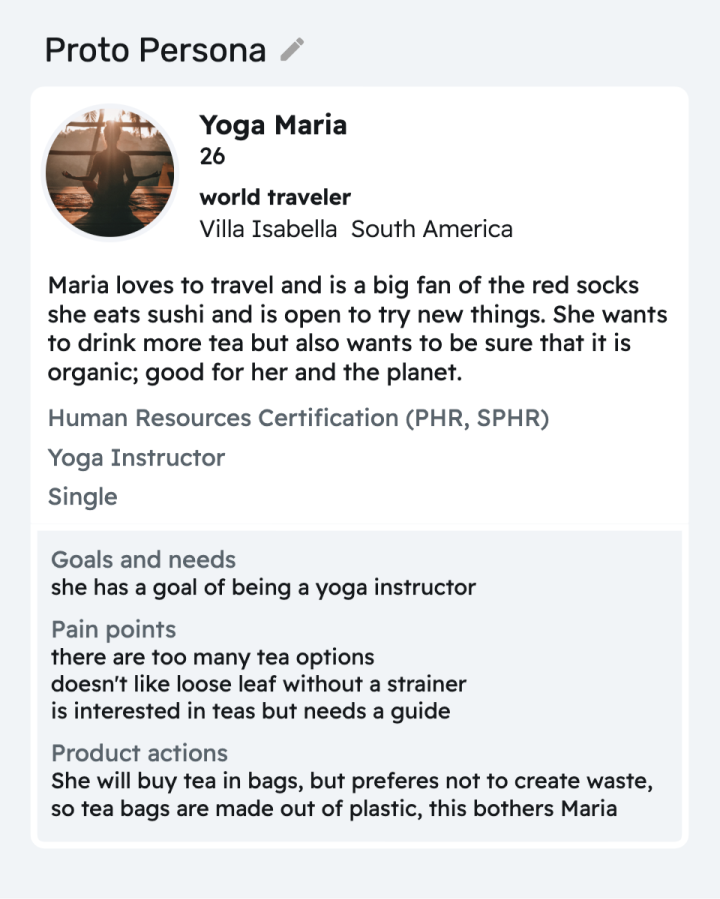 Proto Persona
Yoga Maria
26
world traveler
Villa Isabella South America
Maria loves to travel and is a big fan of the red socks
she eats sushi and is open to try new things. She wants
to drink more tea but also wants to be sure that it is
organic; good for her and the planet.
Human Resources Certification (PHR, SPHR)
Yoga Instructor
Single
Goals and needs
she has a goal of being a yoga instructor
Pain points
there are too many tea options
doesn't like loose leaf without a strainer
is interested in teas but needs a guide
Product actions
She will buy tea in bags, but preferes not to create waste,
so tea bags are made out of plastic, this bothers Maria